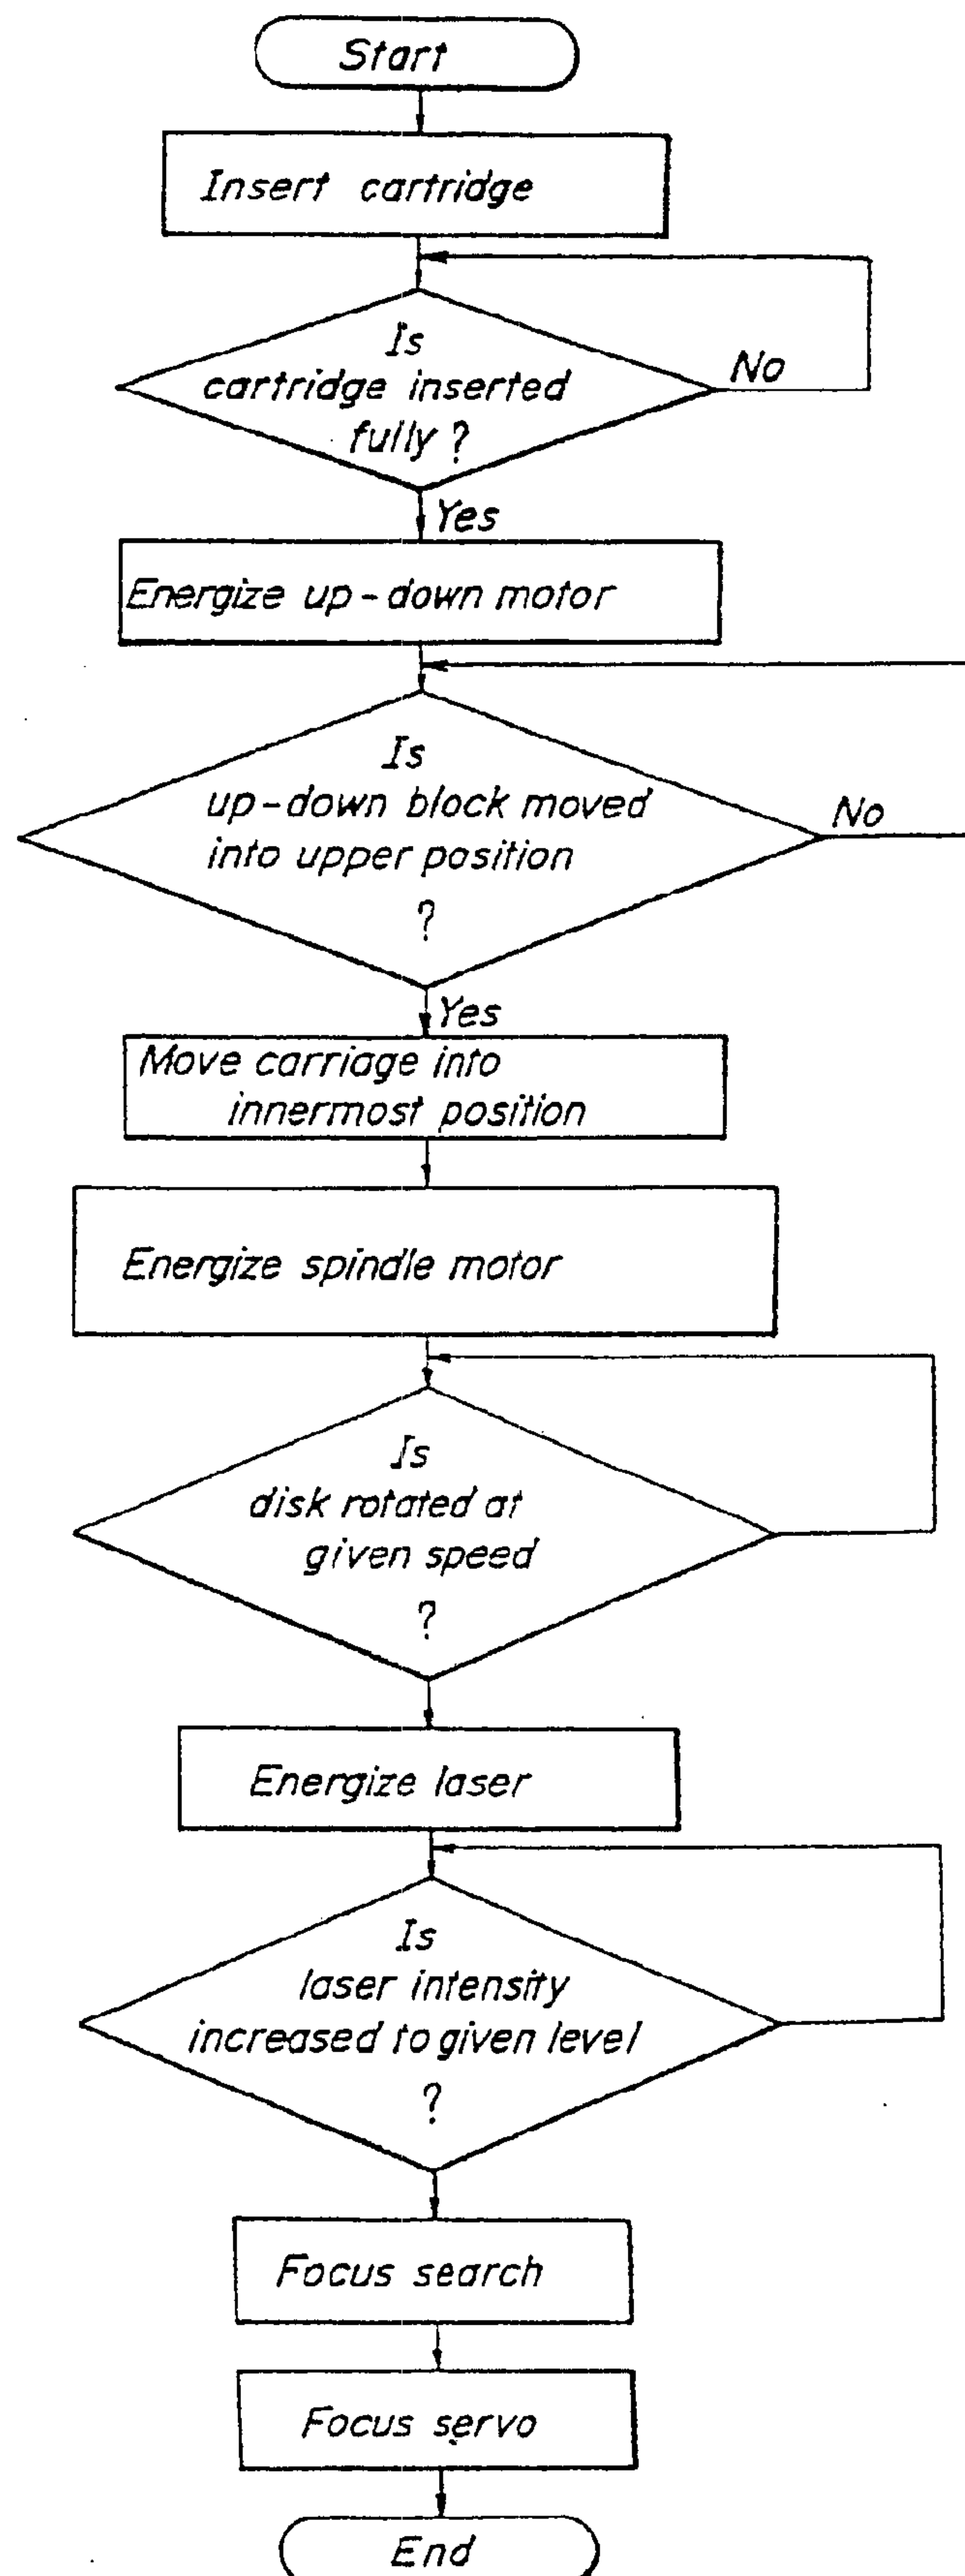 Start
Insert cartridge
Is
cartridge inserted
fully ?
No
Yes
Energize up-down motor
Is
up-down block moved
into upper position
?
No
Yes
Move carriage into
innermost position
Energize spindle motor
Is
disk rotated at
given speed
?
Energize laser
Is
laser intensity
increased to given level
?
Focus search
Focus servo
End